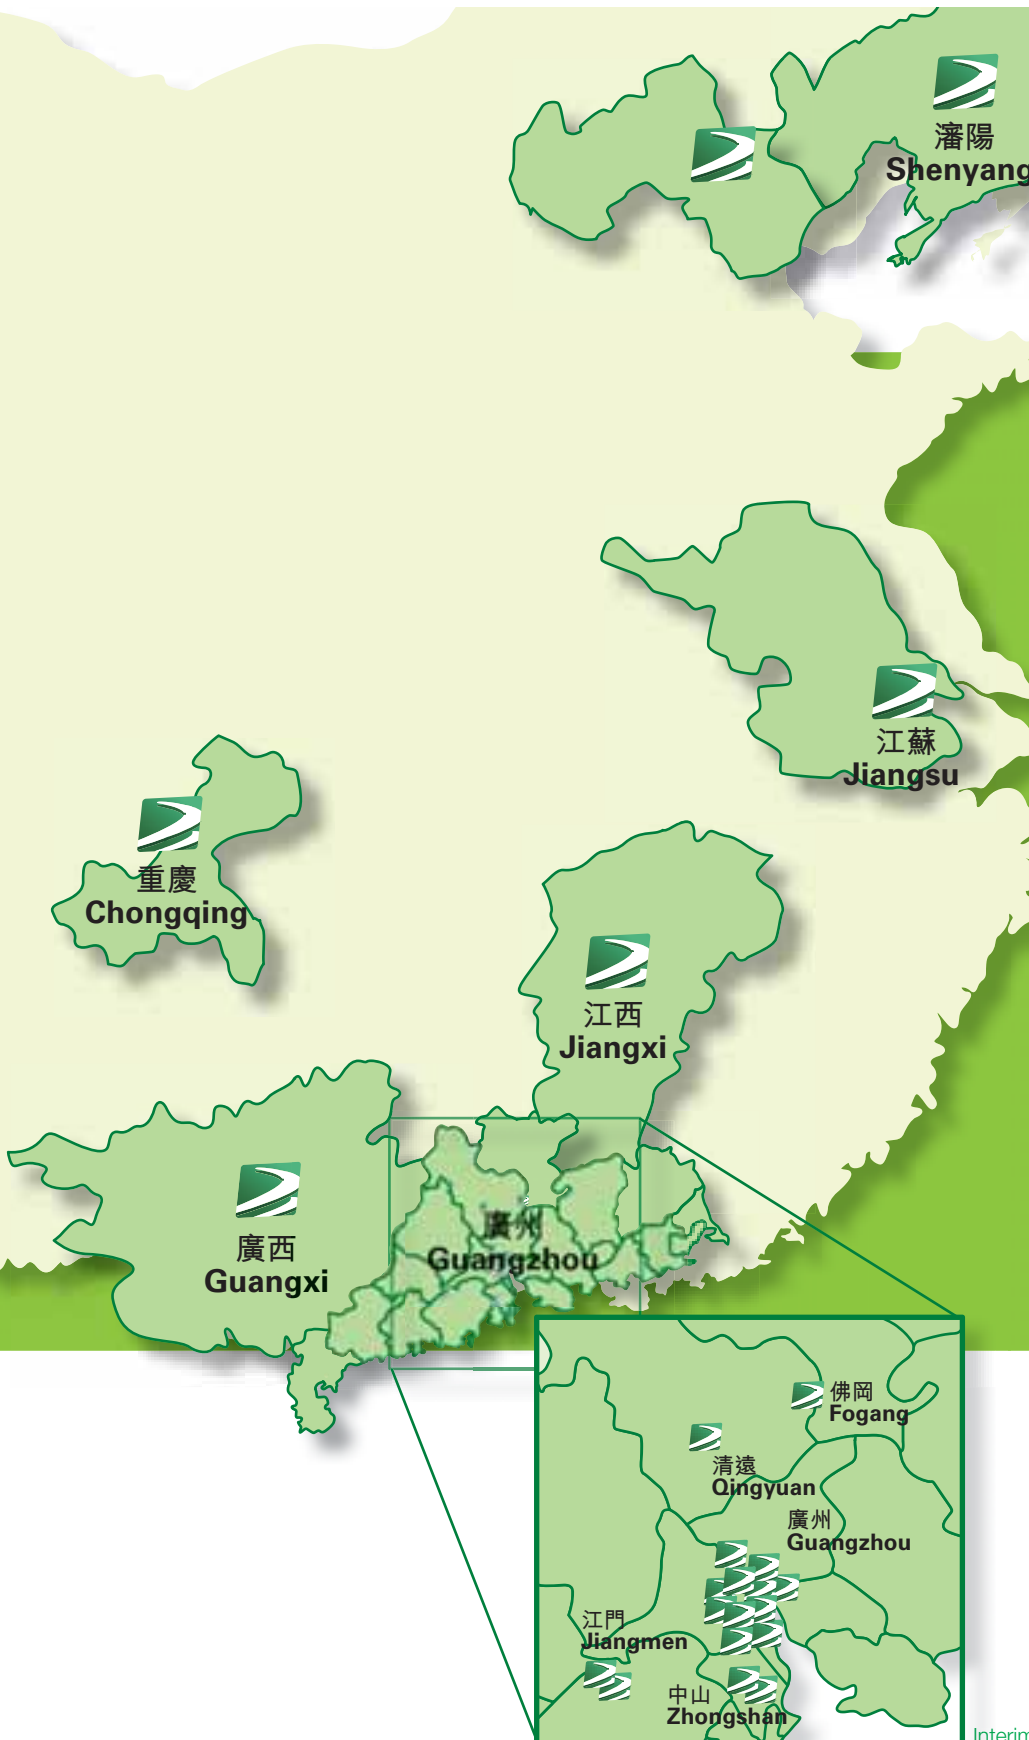 瀋陽
Shenyang
江蘇
Jiangsu
重慶
Chongqing
江西
Jiangxi
廣西
Guangxi
廣州
Guangzhou
佛岡
Fogang
清遠
Qingyuan
廣州
Guangzhou
江門
Jiangmen
中山
Zhongshan
Interim